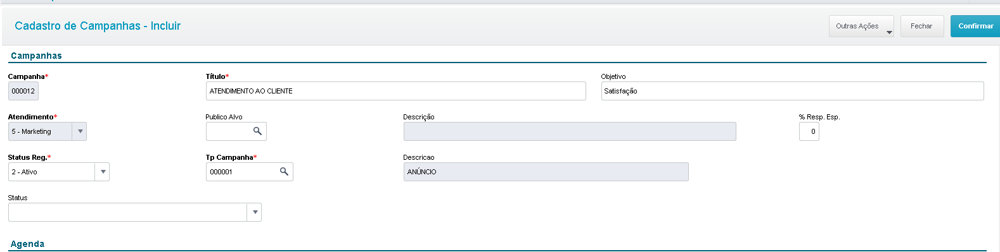 Cadastro de Campanhas - Incluir
Outras Ações
Fechar
Confirmar
Campanhas
Campanha*
Título*
Objetivo
000012
ATENDIMENTO AO CLIENTE
Satisfação
Atendimento*
Publico Alvo
Descrição
% Resp. Esp.
5 - Marketing
0
Status Reg.*
Tp Campanha*
Descricao
2 - Ativo
000001
ANÚNCIO
Status
Agenda